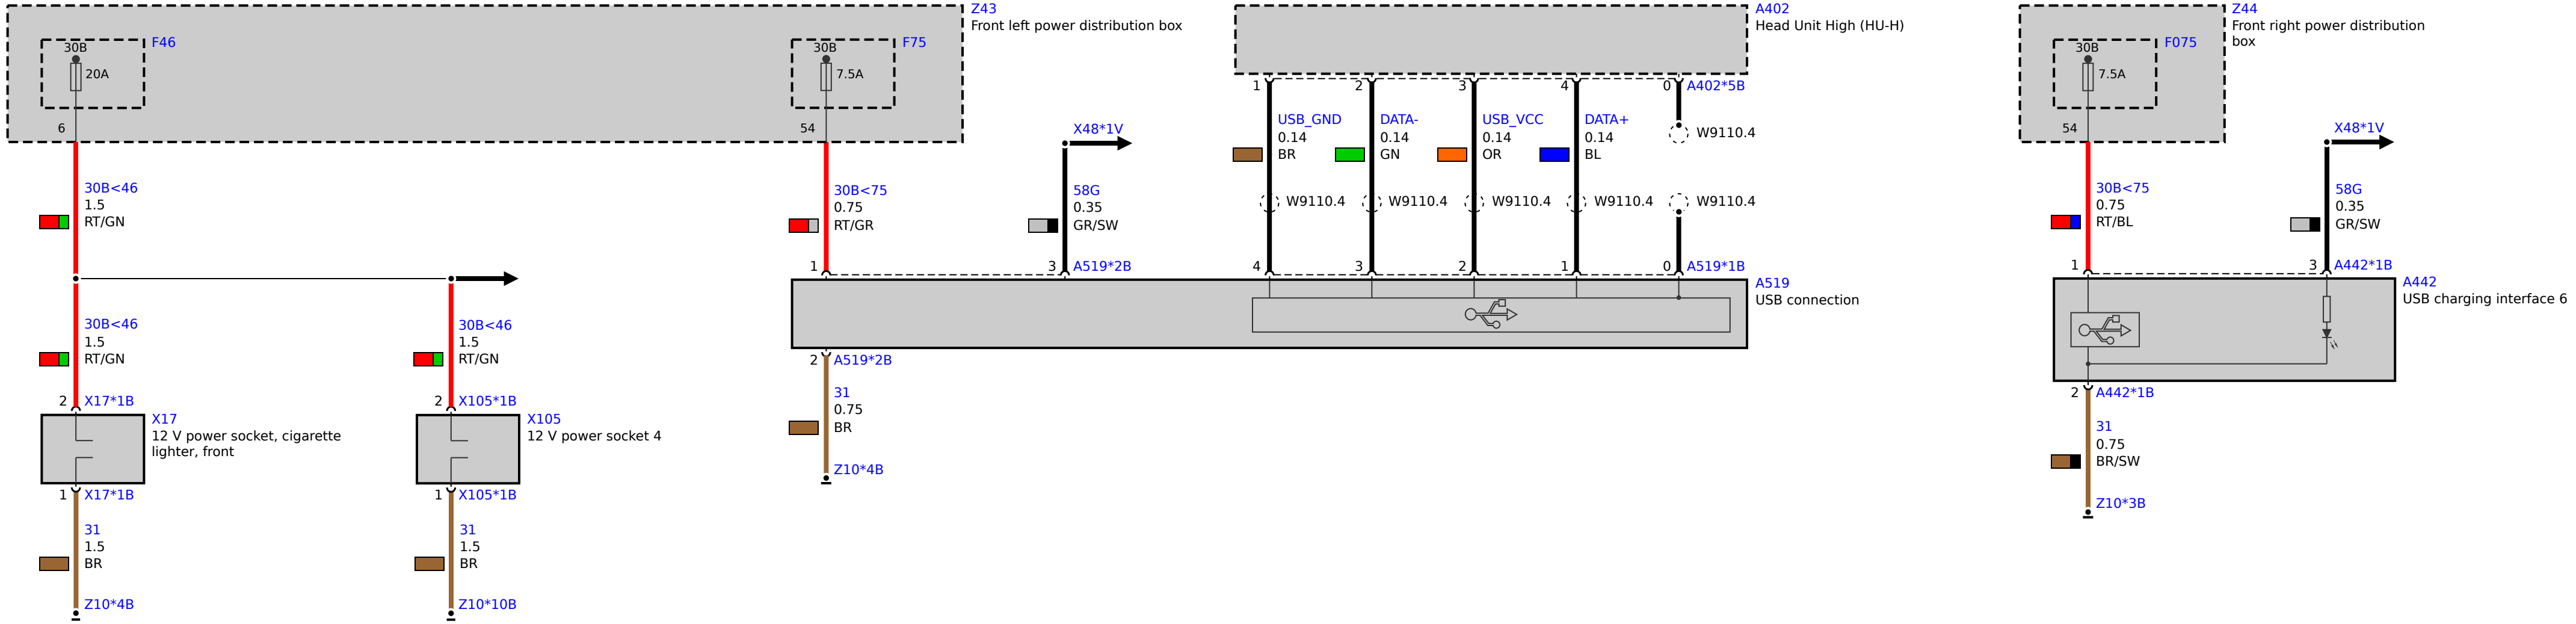 Z43
Front left power distribution box
F46
30B
20A
6
F75
30B
7.5A
54
A402
Head Unit High (HU-H)
Z44
Front right power distribution
box
F075
30B
7.5A
54
30B<46
1.5
RT/GN
30B<46
1.5
RT/GN
2
X17*1B
X17
12 V power socket, cigarette
lighter, front
1
X17*1B
31
1.5
BR
Z10*4B
30B<46
1.5
RT/GN
2
X105*1B
X105
12 V power socket 4
1
X105*1B
31
1.5
BR
Z10*10B
30B<75
0.75
RT/GR
1
X48*1V
58G
0.35
GR/SW
3
A519*2B
1
2
3
4
0
A402*5B
USB_GND
0.14
BR
W9110.4
DATA-
0.14
GN
W9110.4
USB_VCC
0.14
OR
W9110.4
DATA+
0.14
BL
W9110.4
W9110.4
W9110.4
4
3
2
1
0
A519*1B
A519
USB connection
2
A519*2B
31
0.75
BR
Z10*4B
30B<75
0.75
RT/BL
1
X48*1V
58G
0.35
GR/SW
3
A442*1B
A442
USB charging interface 6
2
A442*1B
31
0.75
BR/SW
Z10*3B